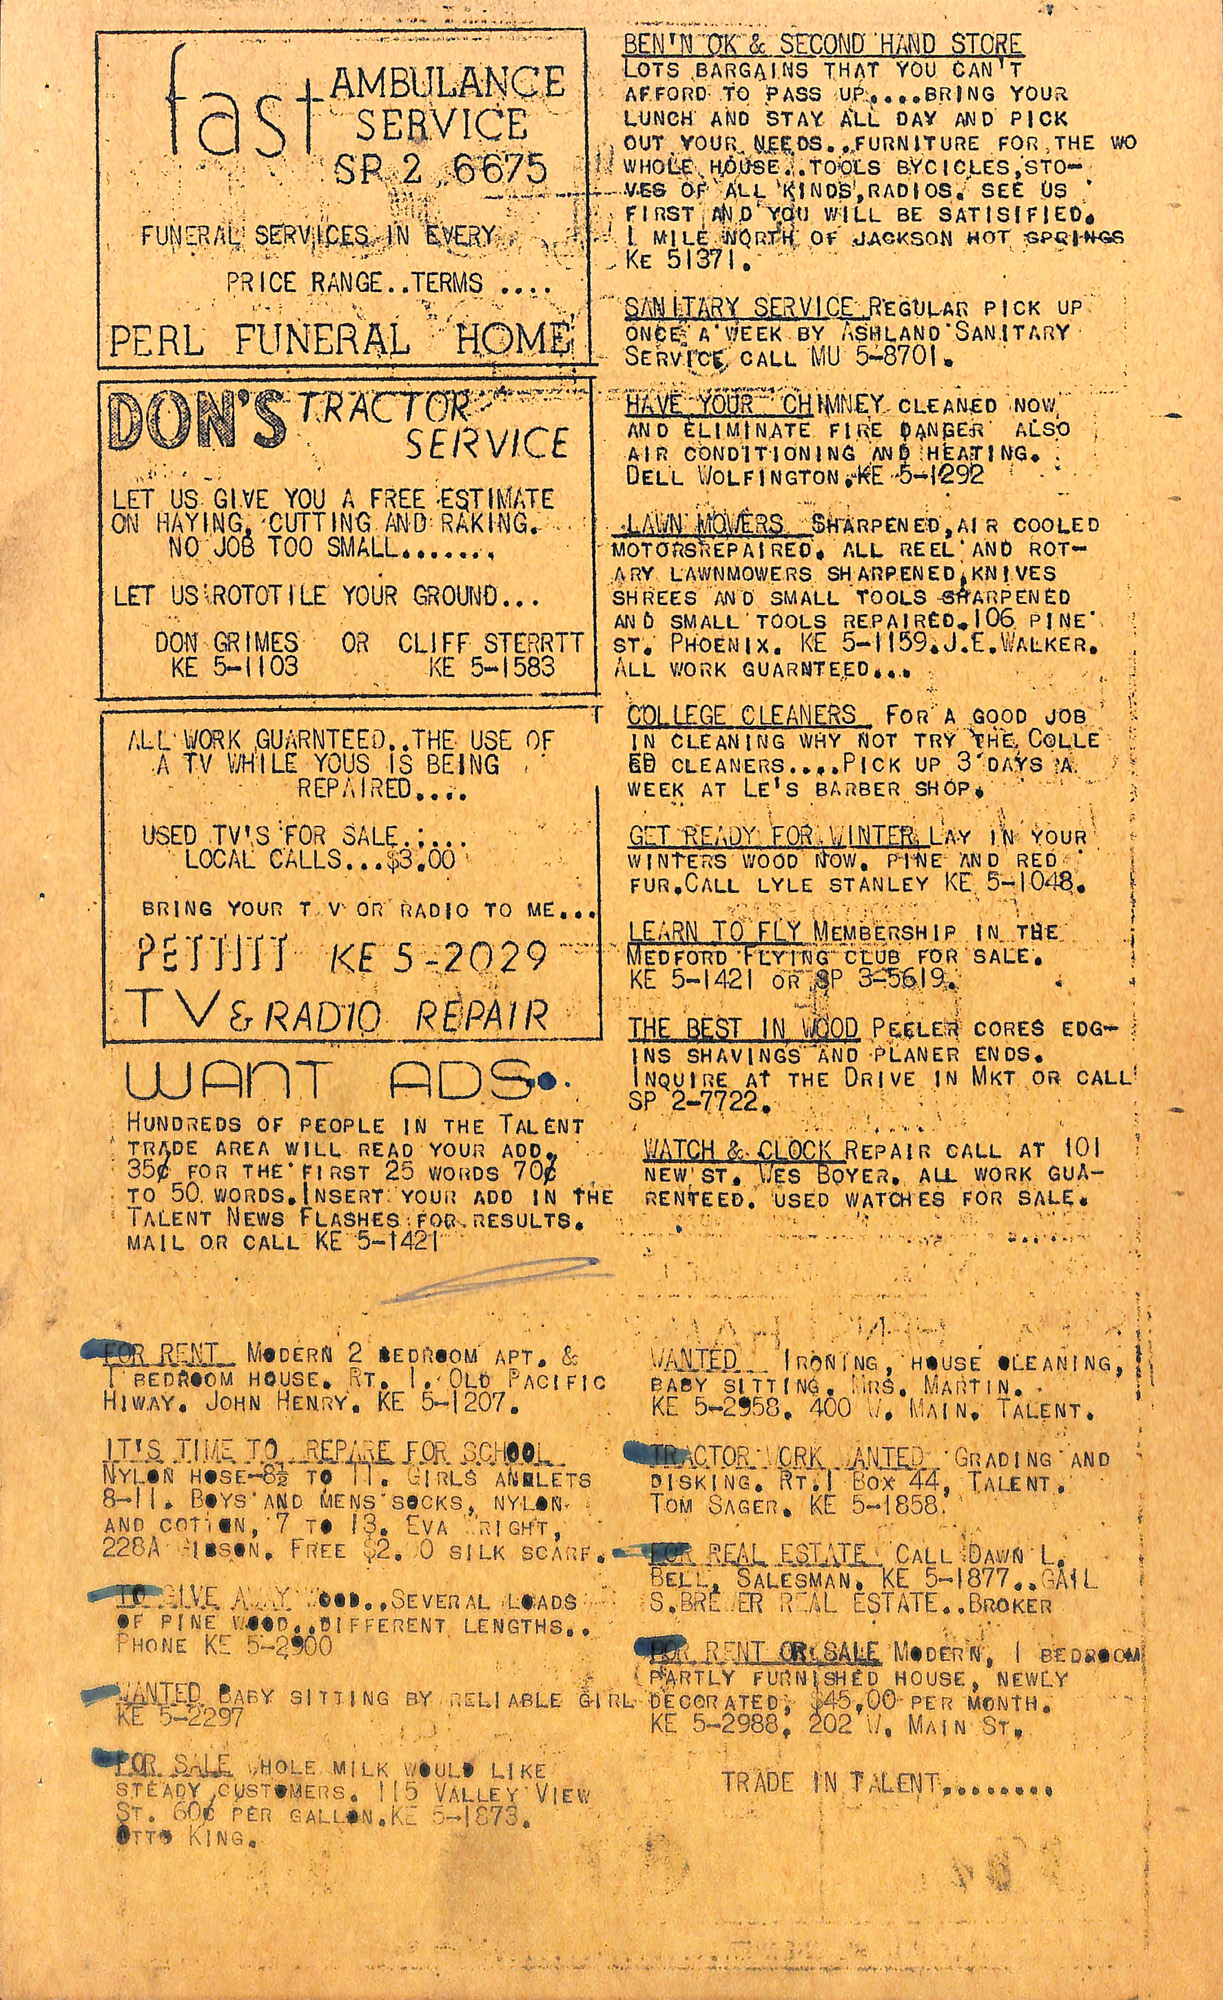 fast AMBULANCE
SERVICE
SP 2 6675
FUNERAL SERVICES IN EVERY
PRICE RANGE..TERMS ....
PERL FUNERAL HOME
DON'S TRACTOR
SERVICE
LET US GIVE YOU A FREE ESTIMATE
ON HAYING, CUTTING AND RAKING.
NO JOB TOO SMALL.......
LET US ROTOTILE YOUR GROUND...
DON GRIMES OR CLIFF STERRTT
KE 5-1103 KE 5-1583
ALL WORK GUARNTEED..THE USE OF
A TV WHILE YOUS IS BEING
REPAIRED....
USED TV'S FOR SALE.....
LOCAL CALLS...$3.00
BRING YOUR T V OR RADIO TO ME...
PETTITT KE 5-2029
TV & RADIO REPAIR
WANT ADS..
HUNDREDS OF PEOPLE IN THE TALENT
TRADE AREA WILL READ YOUR ADD.
35¢ FOR THE FIRST 25 WORDS 70¢
TO 50 WORDS. INSERT YOUR ADD IN THE
TALENT NEWS FLASHES FOR RESULTS.
MAIL OR CALL KE 5-1421
BEN'N OK & SECOND HAND STORE
LOTS BARGAINS THAT YOU CAN'T
AFFORD TO PASS UP....BRING YOUR
LUNCH AND STAY ALL DAY AND PICK
OUT YOUR NEEDS..FURNITURE FOR THE WO
WHOLE HOUSE..TOOLS BYCICLES,STO-
VES OF ALL KINDS,RADIOS. SEE US
FIRST AND YOU WILL BE SATISIFIED.
1 MILE NORTH OF JACKSON HOT SPRINGS
KE 51371.
SANITARY SERVICE REGULAR PICK UP
ONCE A WEEK BY ASHLAND SANITARY
SERVICE CALL MU 5-8701.
HAVE YOUR CHIMNEY CLEANED NOW
AND ELIMINATE FIRE DANGER ALSO
AIR CONDITIONING AND HEATING.
DELL WOLFINGTON.KE 5-1292
LAWN MOWERS SHARPENED,AIR COOLED
MOTORSREPAIRED. ALL REEL AND ROT-
ARY LAWNMOWERS SHARPENED,KNIVES
SHREES AND SMALL TOOLS SHARPENED
AND SMALL TOOLS REPAIRED.106 PINE
ST. PHOENIX. KE 5-1159.J.E.WALKER.
ALL WORK GUARNTEED...
COLLEGE CLEANERS FOR A GOOD JOB
IN CLEANING WHY NOT TRY THE COLLE
ED CLEANERS....PICK UP 3 DAYS A
WEEK AT LE'S BARBER SHOP.
GET READY FOR WINTER LAY IN YOUR
WINTERS WOOD NOW. PINE AND RED
FUR.CALL LYLE STANLEY KE 5-1048.
LEARN TO FLY MEMBERSHIP IN THE
MEDFORD FLYING CLUB FOR SALE.
KE 5-1421 OR SP 3-5619.
THE BEST IN WOOD PEELER CORES EDG-
INS SHAVINGS AND PLANER ENDS.
INQUIRE AT THE DRIVE IN MKT OR CALL
SP 2-7722.
WATCH & CLOCK REPAIR CALL AT 101
NEW ST. WES BOYER. ALL WORK GUA-
RENTEED. USED WATCHES FOR SALE.
FOR RENT MODERN 2 BEDROOM APT. &
1 BEDROOM HOUSE. RT. 1. OLD PACIFIC
HIWAY. JOHN HENRY. KE 5-1207.
IT'S TIME TO REPARE FOR SCHOOL
NYLON HOSE-8½ TO 11. GIRLS ANKLETS
8-11. BOYS AND MENS SOCKS, NYLON
AND COTTON, 7 TO 13. EVA WRIGHT,
228A GIBSON. FREE $2. 0 SILK SCARF.
TO GIVE AWAY WOOD..SEVERAL LOADS
OF PINE WOOD..DIFFERENT LENGTHS..
PHONE KE 5-2900
WANTED BABY SITTING BY RELIABLE GIRL
KE 5-2297
FOR SALE WHOLE MILK WOULD LIKE
STEADY CUSTOMERS. 115 VALLEY VIEW
ST. 60¢ PER GALLON.KE 5-1873.
OTTO KING.
WANTED IRONING, HOUSE CLEANING,
BABY SITTING. MRS. MARTIN.
KE 5-2958. 400 W. MAIN. TALENT.
TRACTOR WORK WANTED GRADING AND
DISKING. RT.1 BOX 44, TALENT.
TOM SAGER. KE 5-1858.
FOR REAL ESTATE CALL DAWN L.
BELL, SALESMAN. KE 5-1877..GAIL
S.BREWER REAL ESTATE..BROKER
FOR RENT OR SALE MODERN, 1 BEDROOM
PARTLY FURNISHED HOUSE, NEWLY
DECORATED, $45.00 PER MONTH.
KE 5-2988. 202 W. MAIN ST.
TRADE IN TALENT........